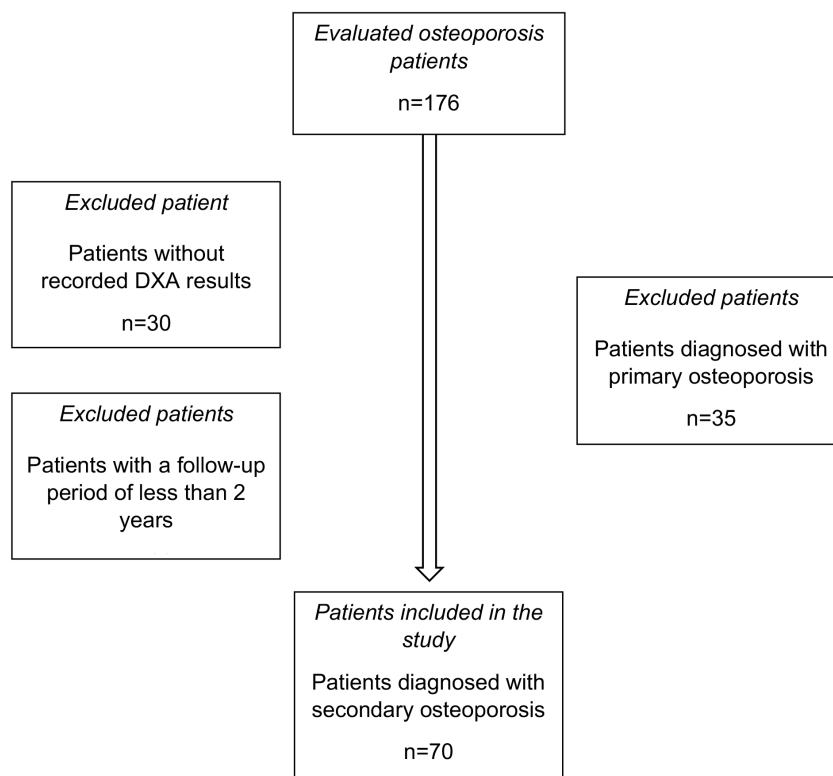 Evaluated osteoporosis
patients
n=176
Excluded patient
Patients without
recorded DXA results
n=30
Excluded patients
Patients diagnosed with
primary osteoporosis
n=35
Excluded patients
Patients with a follow-up
period of less than 2
years
Patients included in the
study
Patients diagnosed with
secondary osteoporosis
n=70